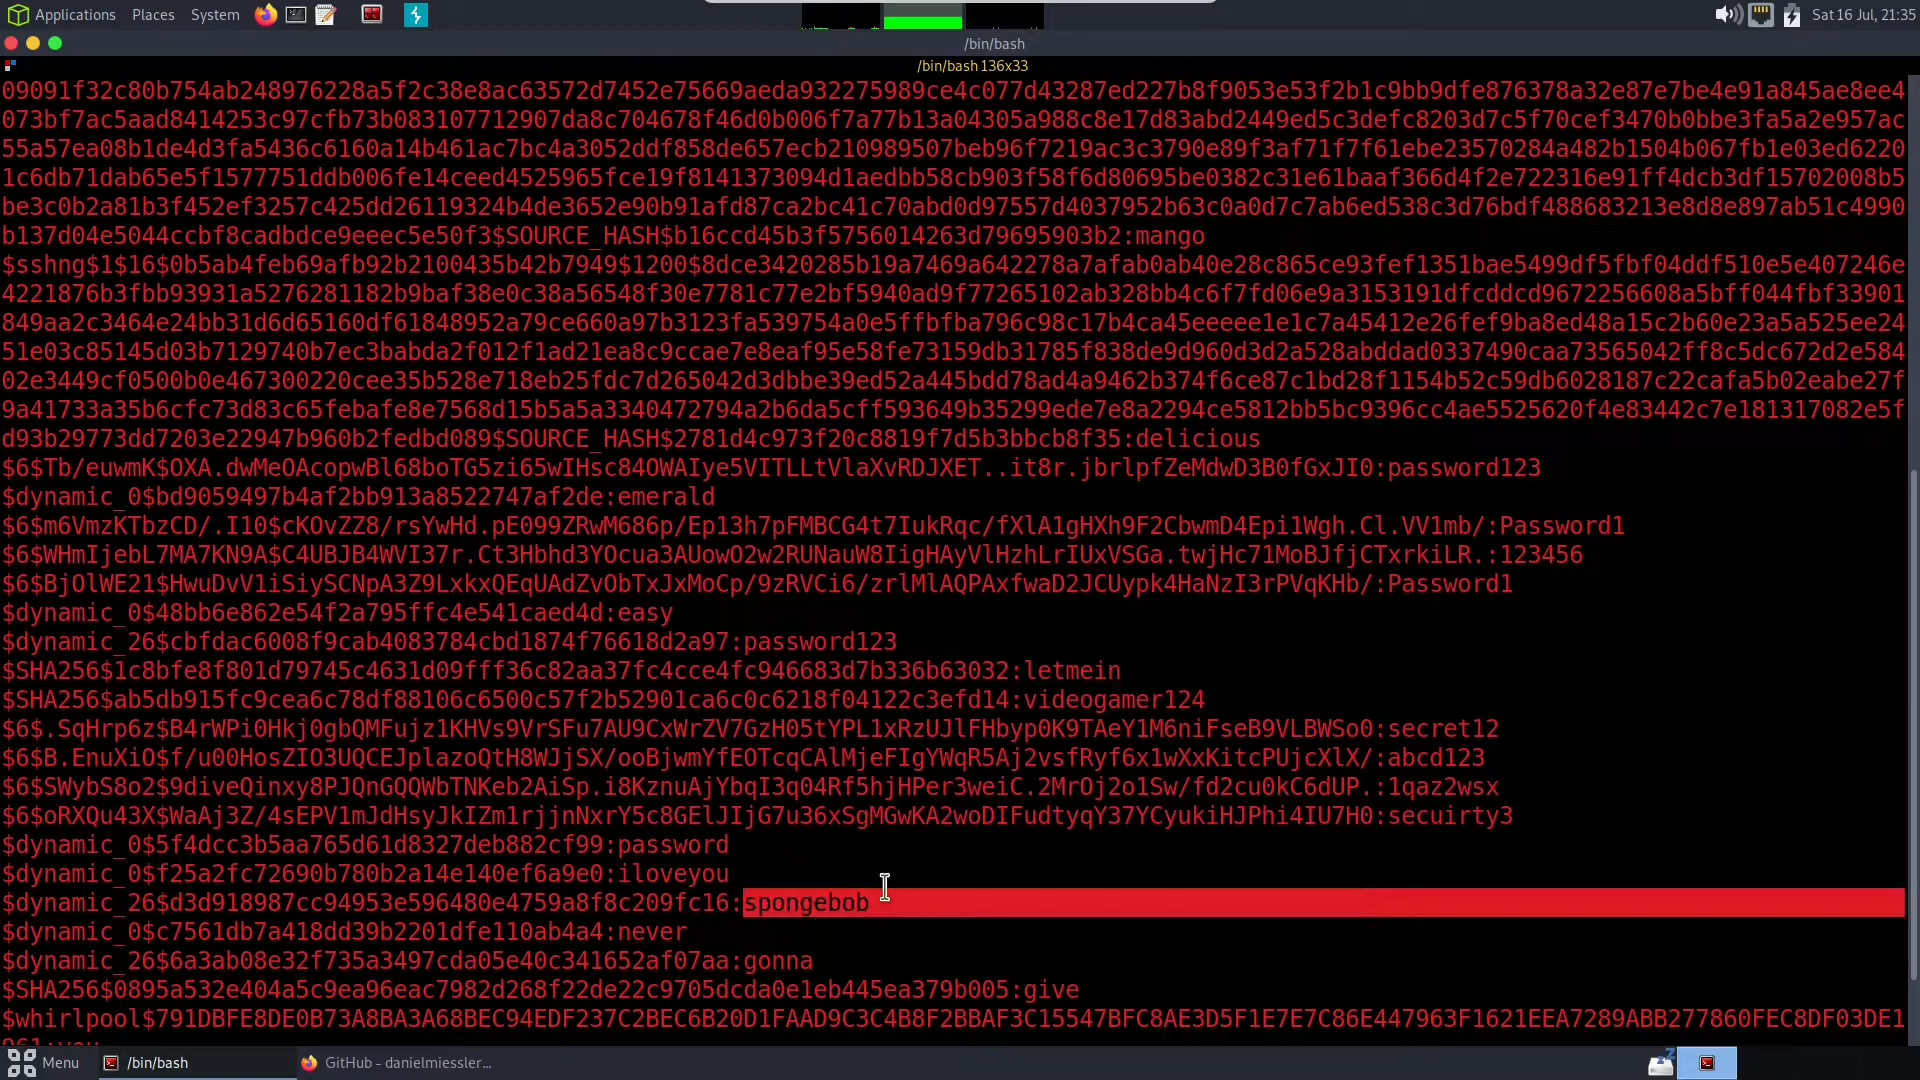 Applications Places System Sat 16 Jul, 21:35
/bin/bash
/bin/bash 136x33
09091f32c80b754ab248976228a5f2c38e8ac63572d7452e75669aeda932275989ce4c077d43287ed227b8f9053e53f2b1c9bb9dfe876378a32e87e7be4e91a845ae8ee4
073bf7ac5aad8414253c97cfb73b083107712907da8c704678f46d0b006f7a77b13a04305a988c8e17d83abd2449ed5c3defc8203d7c5f70cef3470b0bbe3fa5a2e957ac
55a57ea08b1de4d3fa5436c6160a14b461ac7bc4a3052ddf858de657ecb210989507beb96f7219ac3c3790e89f3af71f7f61ebe23570284a482b1504b067fb1e03ed6220
1c6db71dab65e5f1577751ddb006fe14ceed4525965fce19f8141373094d1aedbb58cb903f58f6d80695be0382c31e61baaf366d4f2e722316e91ff4dcb3df15702008b5
be3c0b2a81b3f452ef3257c425dd26119324b4de3652e90b91afd87ca2bc41c70abd0d97557d4037952b63c0a0d7c7ab6ed538c3d76bdf488683213e8d8e897ab51c4990
b137d04e5044ccbf8cadbdce9eeec5e50f3$SOURCE_HASH$b16ccd45b3f5756014263d79695903b2:mango
$sshng$1$16$0b5ab4feb69afb92b2100435b42b7949$1200$8dce3420285b19a7469a642278a7afab0ab40e28c865ce93fef1351bae5499df5fbf04ddf510e5e407246e
4221876b3fbb93931a5276281182b9baf38e0c38a56548f30e7781c77e2bf5940ad9f77265102ab328bb4c6f7fd06e9a3153191dfcddcd9672256608a5bff044fbf33901
849aa2c3464e24bb31d6d65160df61848952a79ce660a97b3123fa539754a0e5ffbfba796c98c17b4ca45eeeee1e1c7a45412e26fef9ba8ed48a15c2b60e23a5a525ee24
51e03c85145d03b7129740b7ec3babda2f012f1ad21ea8c9ccae7e8eaf95e58fe73159db31785f838de9d960d3d2a528abddad0337490caa73565042ff8c5dc672d2e584
02e3449cf0500b0e467300220cee35b528e718eb25fdc7d265042d3dbbe39ed52a445bdd78ad4a9462b374f6ce87c1bd28f1154b52c59db6028187c22cafa5b02eabe27f
9a41733a35b6cfc73d83c65febafe8e7568d15b5a5a3340472794a2b6da5cff593649b35299ede7e8a2294ce5812bb5bc9396cc4ae5525620f4e83442c7e181317082e5f
d93b29773dd7203e22947b960b2fedbd089$SOURCE_HASH$2781d4c973f20c8819f7d5b3bbcb8f35:delicious
$6$Tb/euwmK$OXA.dwMeOAcopwBl68boTG5zi65wIHsc84OWAIye5VITLLtVlaXvRDJXET..it8r.jbrlpfZeMdwD3B0fGxJI0:password123
$dynamic_0$bd9059497b4af2bb913a8522747af2de:emerald
$6$m6VmzKTbzCD/.I10$cKOvZZ8/rsYwHd.pE099ZRwM686p/Ep13h7pFMBCG4t7IukRqc/fXlA1gHXh9F2CbwmD4Epi1Wgh.Cl.VV1mb/:Password1
$6$WHmIjebL7MA7KN9A$C4UBJB4WVI37r.Ct3Hbhd3YOcua3AUowO2w2RUNauW8IigHAyVlHzhLrIUxVSGa.twjHc71MoBJfjCTxrkiLR.:123456
$6$BjOlWE21$HwuDvV1iSiySCNpA3Z9LxkxQEqUAdZvObTxJxMoCp/9zRVCi6/zrlMlAQPAxfwaD2JCUypk4HaNzI3rPVqKHb/:Password1
$dynamic_0$48bb6e862e54f2a795ffc4e541caed4d:easy
$dynamic_26$cbfdac6008f9cab4083784cbd1874f76618d2a97:password123
$SHA256$1c8bfe8f801d79745c4631d09fff36c82aa37fc4cce4fc946683d7b336b63032:letmein
$SHA256$ab5db915fc9cea6c78df88106c6500c57f2b52901ca6c0c6218f04122c3efd14:videogamer124
$6$.SqHrp6z$B4rWPi0Hkj0gbQMFujz1KHVs9VrSFu7AU9CxWrZV7GzH05tYPL1xRzUJlFHbyp0K9TAeY1M6niFseB9VLBWSo0:secret12
$6$B.EnuXiO$f/u00HosZIO3UQCEJplazoQtH8WJjSX/ooBjwmYfEOTcqCAlMjeFIgYWqR5Aj2vsfRyf6x1wXxKitcPUjcXlX/:abcd123
$6$SWybS8o2$9diveQinxy8PJQnGQQWbTNKeb2AiSp.i8KznuAjYbqI3q04Rf5hjHPer3weiC.2MrOj2o1Sw/fd2cu0kC6dUP.:1qaz2wsx
$6$oRXQu43X$WaAj3Z/4sEPV1mJdHsyJkIZm1rjjnNxrY5c8GElJIjG7u36xSgMGwKA2woDIFudtyqY37YCyukiHJPhi4IU7H0:secuirty3
$dynamic_0$5f4dcc3b5aa765d61d8327deb882cf99:password
$dynamic_0$f25a2fc72690b780b2a14e140ef6a9e0:iloveyou
$dynamic_26$d3d918987cc94953e596480e4759a8f8c209fc16:spongebob
$dynamic_0$c7561db7a418dd39b2201dfe110ab4a4:never
$dynamic_26$6a3ab08e32f735a3497cda05e40c341652af07aa:gonna
$SHA256$0895a532e404a5c9ea96eac7982d268f22de22c9705dcda0e1eb445ea379b005:give
$whirlpool$791DBFE8DE0B73A8BA3A68BEC94EDF237C2BEC6B20D1FAAD9C3C4B8F2BBAF3C15547BFC8AE3D5F1E7E7C86E447963F1621EEA7289ABB277860FEC8DF03DE1
Menu /bin/bash GitHub - danielmiessler...